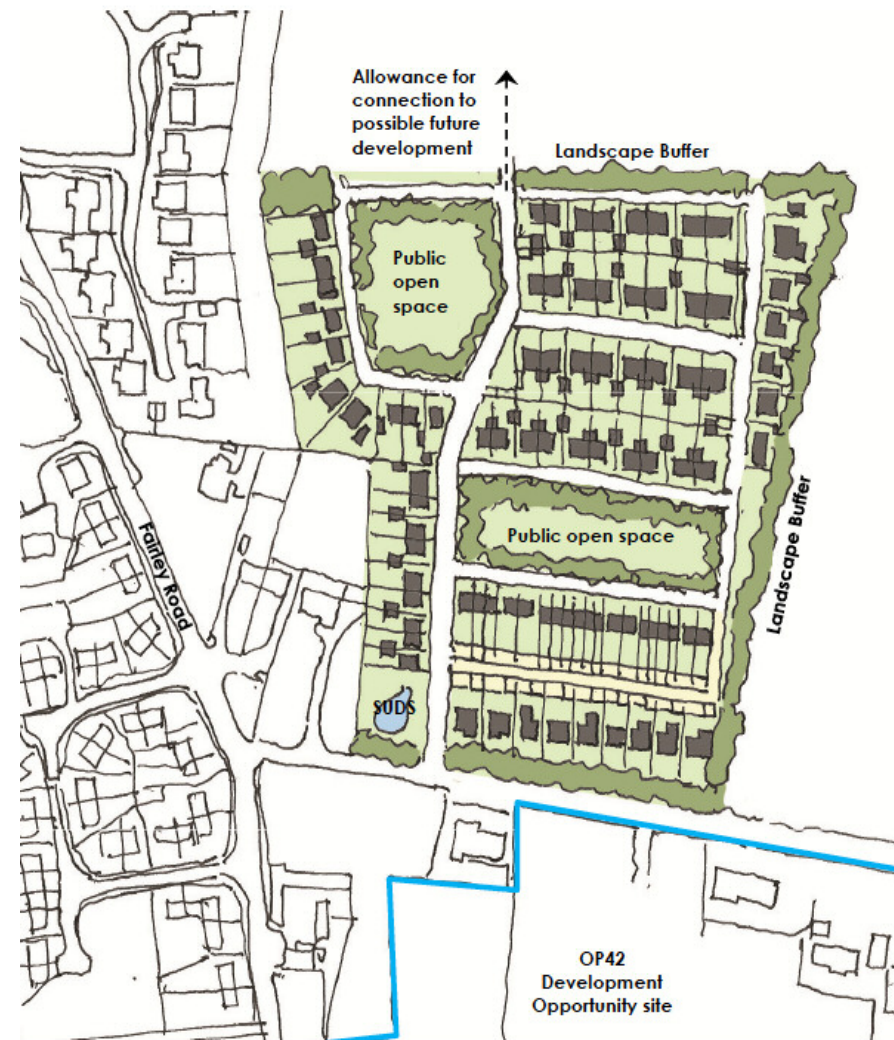 Allowance for
connection to
possible future
development
Landscape Buffer
Public
open
space
Public open space
Landscape Buffer
Fairley Road
SUDS
OP42
Development
Opportunity site